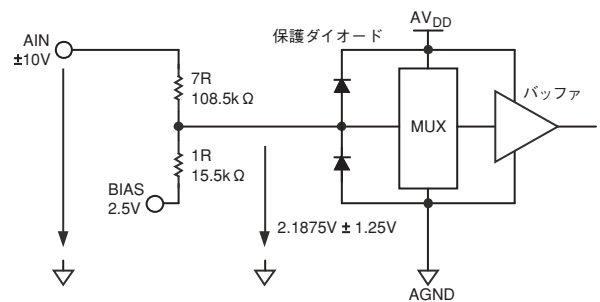 AIN
±10V
7R
108.5kΩ
1R
15.5kΩ
BIAS
2.5V
2.1875V ± 1.25V
保護ダイオード
AVDD
MUX
バッファ
AGND